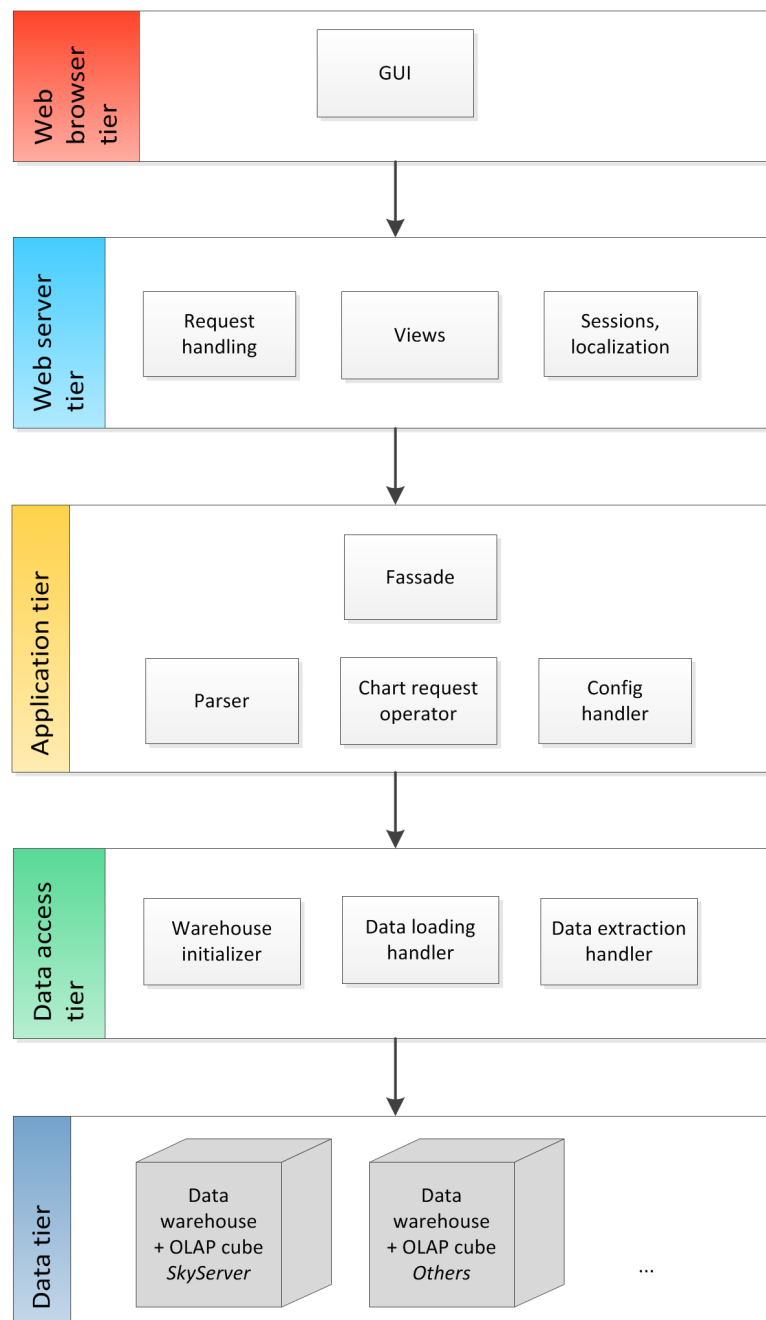 Web
browser
tier
GUI
Web server
tier
Request
handling
Views
Sessions,
localization
Application tier
Fassade
Parser
Chart request
operator
Config
handler
Data access
tier
Warehouse
initializer
Data loading
handler
Data extraction
handler
Data tier
Data
warehouse
+ OLAP cube
SkyServer
Data
warehouse
+ OLAP cube
Others
...